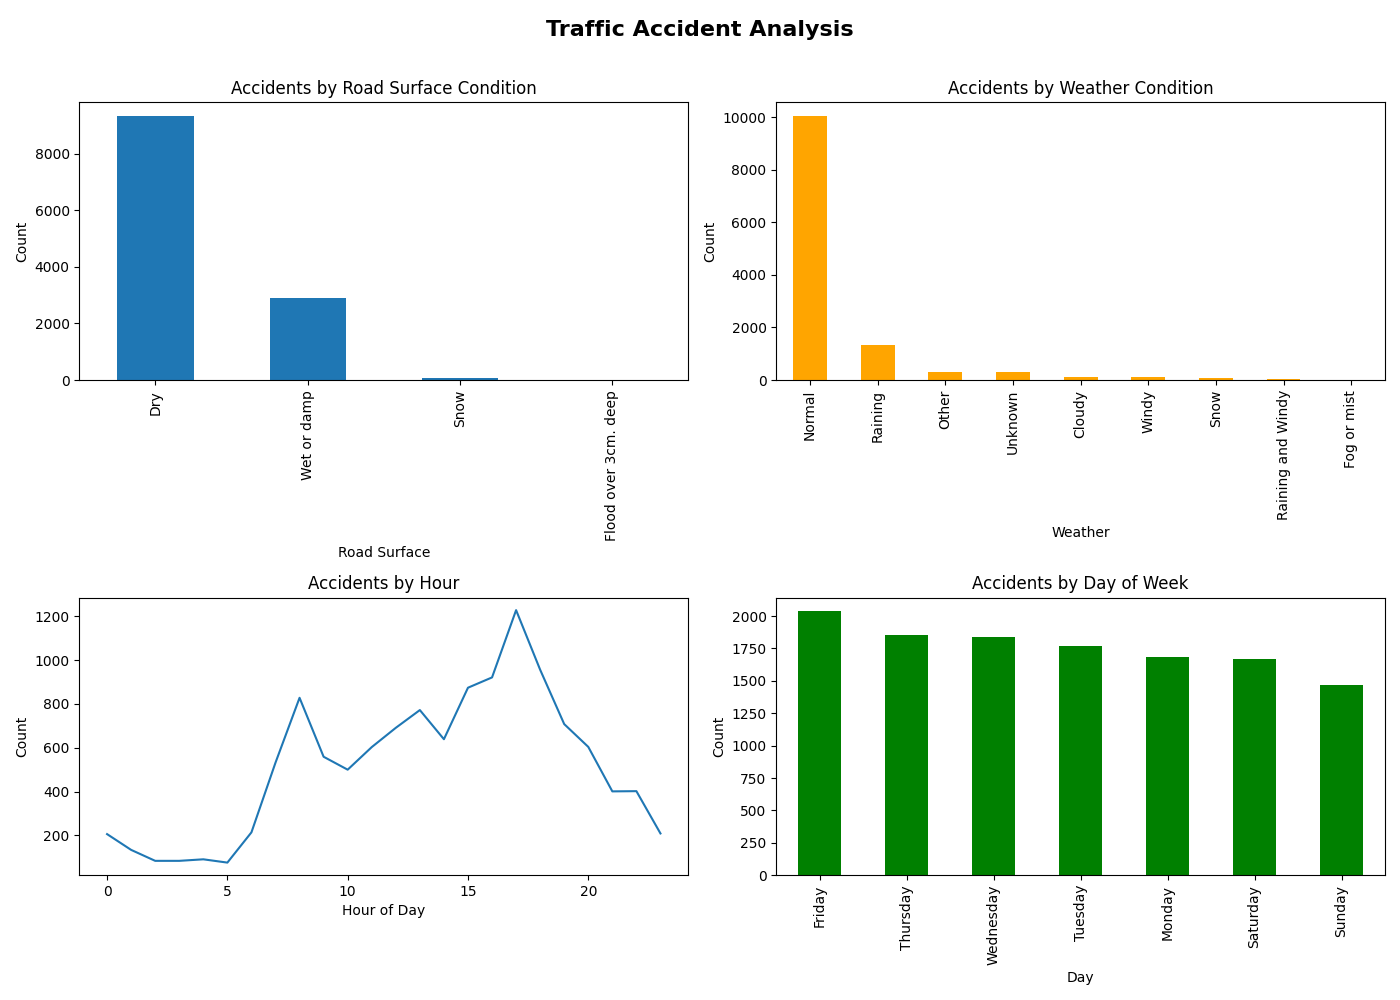 Traffic Accident Analysis
Accidents by Road Surface Condition
Count
8000
6000
4000
2000
0
Dry
Wet or damp
Snow
Flood over 3cm. deep
Road Surface
Accidents by Weather Condition
Count
10000
8000
6000
4000
2000
0
Normal
Raining
Other
Unknown
Cloudy
Windy
Snow
Raining and Windy
Fog or mist
Weather
Accidents by Hour
Count
1200
1000
800
600
400
200
0
5
10
15
20
Hour of Day
Accidents by Day of Week
Count
2000
1750
1500
1250
1000
750
500
250
0
Friday
Thursday
Wednesday
Tuesday
Monday
Saturday
Sunday
Day